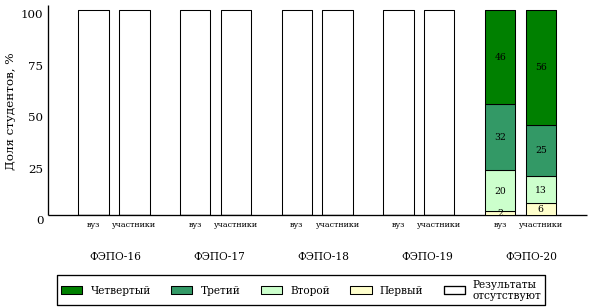 Доля студентов, %
100
75
50
25
0
46
32
20
2
56
25
13
6
вуз участники вуз участники вуз участники вуз участники вуз участники
ФЭПО-16 ФЭПО-17 ФЭПО-18 ФЭПО-19 ФЭПО-20
Четвертый Третий Второй Первый Результаты
отсутствуют